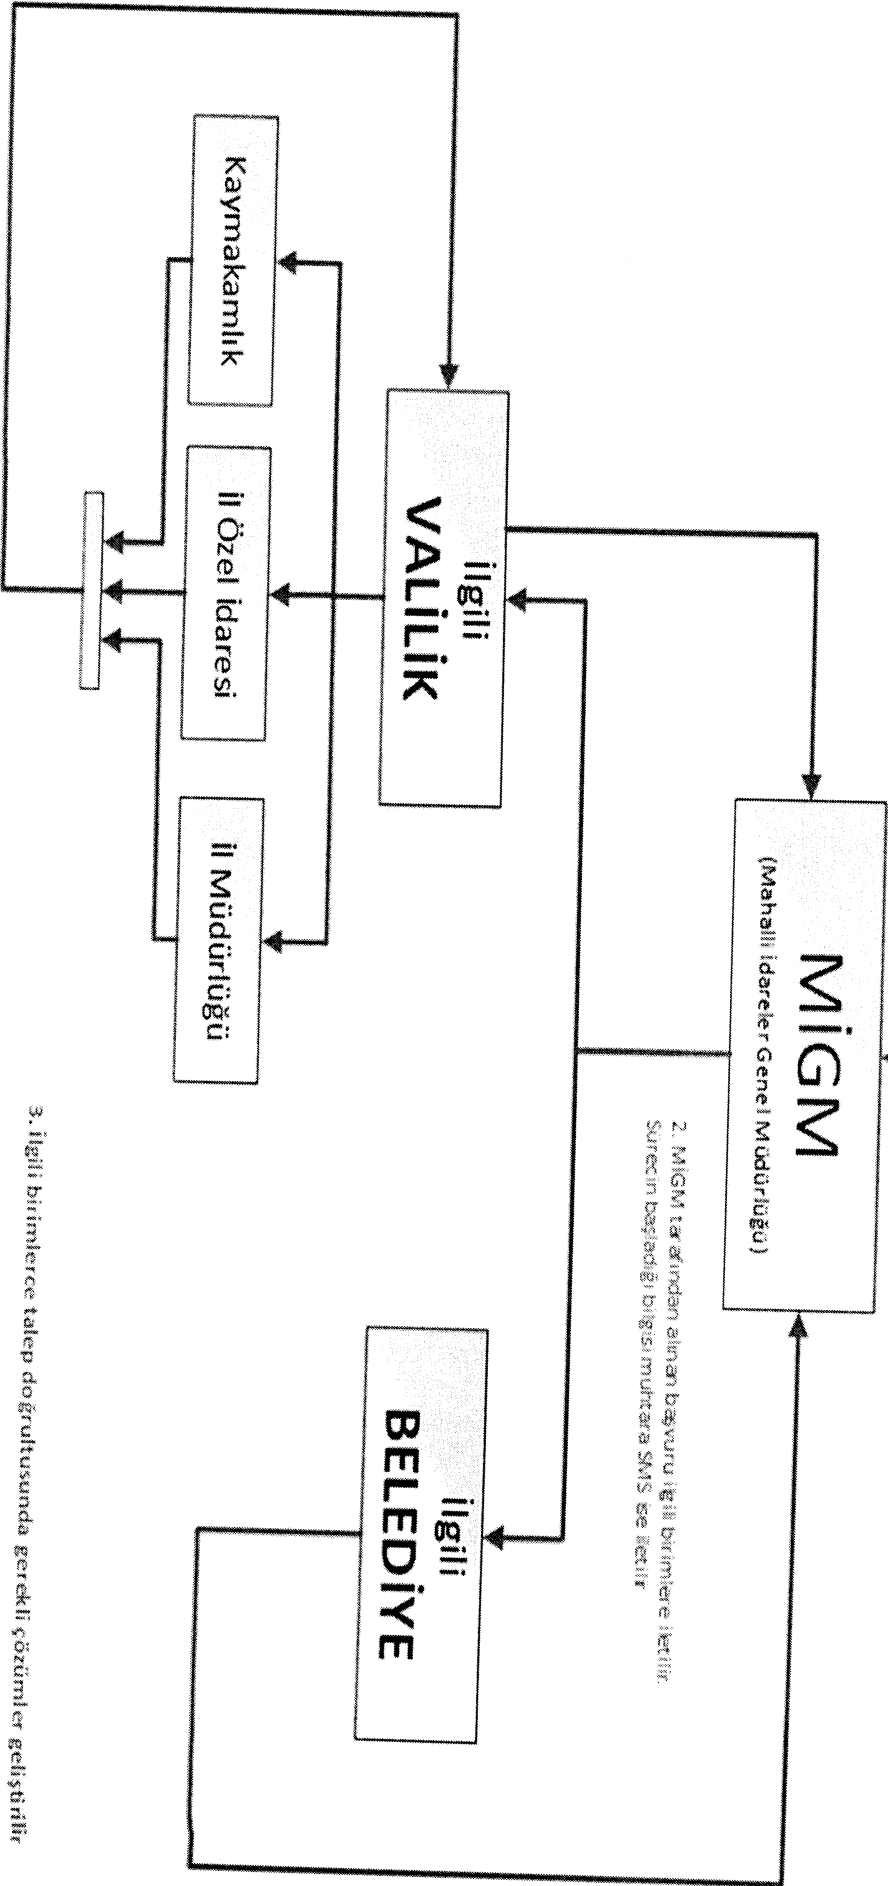 MİGM
(Mahalli İdareler Genel Müdürlüğü)
2. MİGM tarafından alınan başvuru ilgili birimlere iletilir.
Sürecin başladığı bilgisi muhtara SMS ise iletilir
İlgili
VALİLİK
İlgili
BELEDİYE
Kaymakamlık
İl Özel İdaresi
İl Müdürlüğü
3. İlgili birimlerce talep doğrultusunda gerekli çözümler geliştirilir